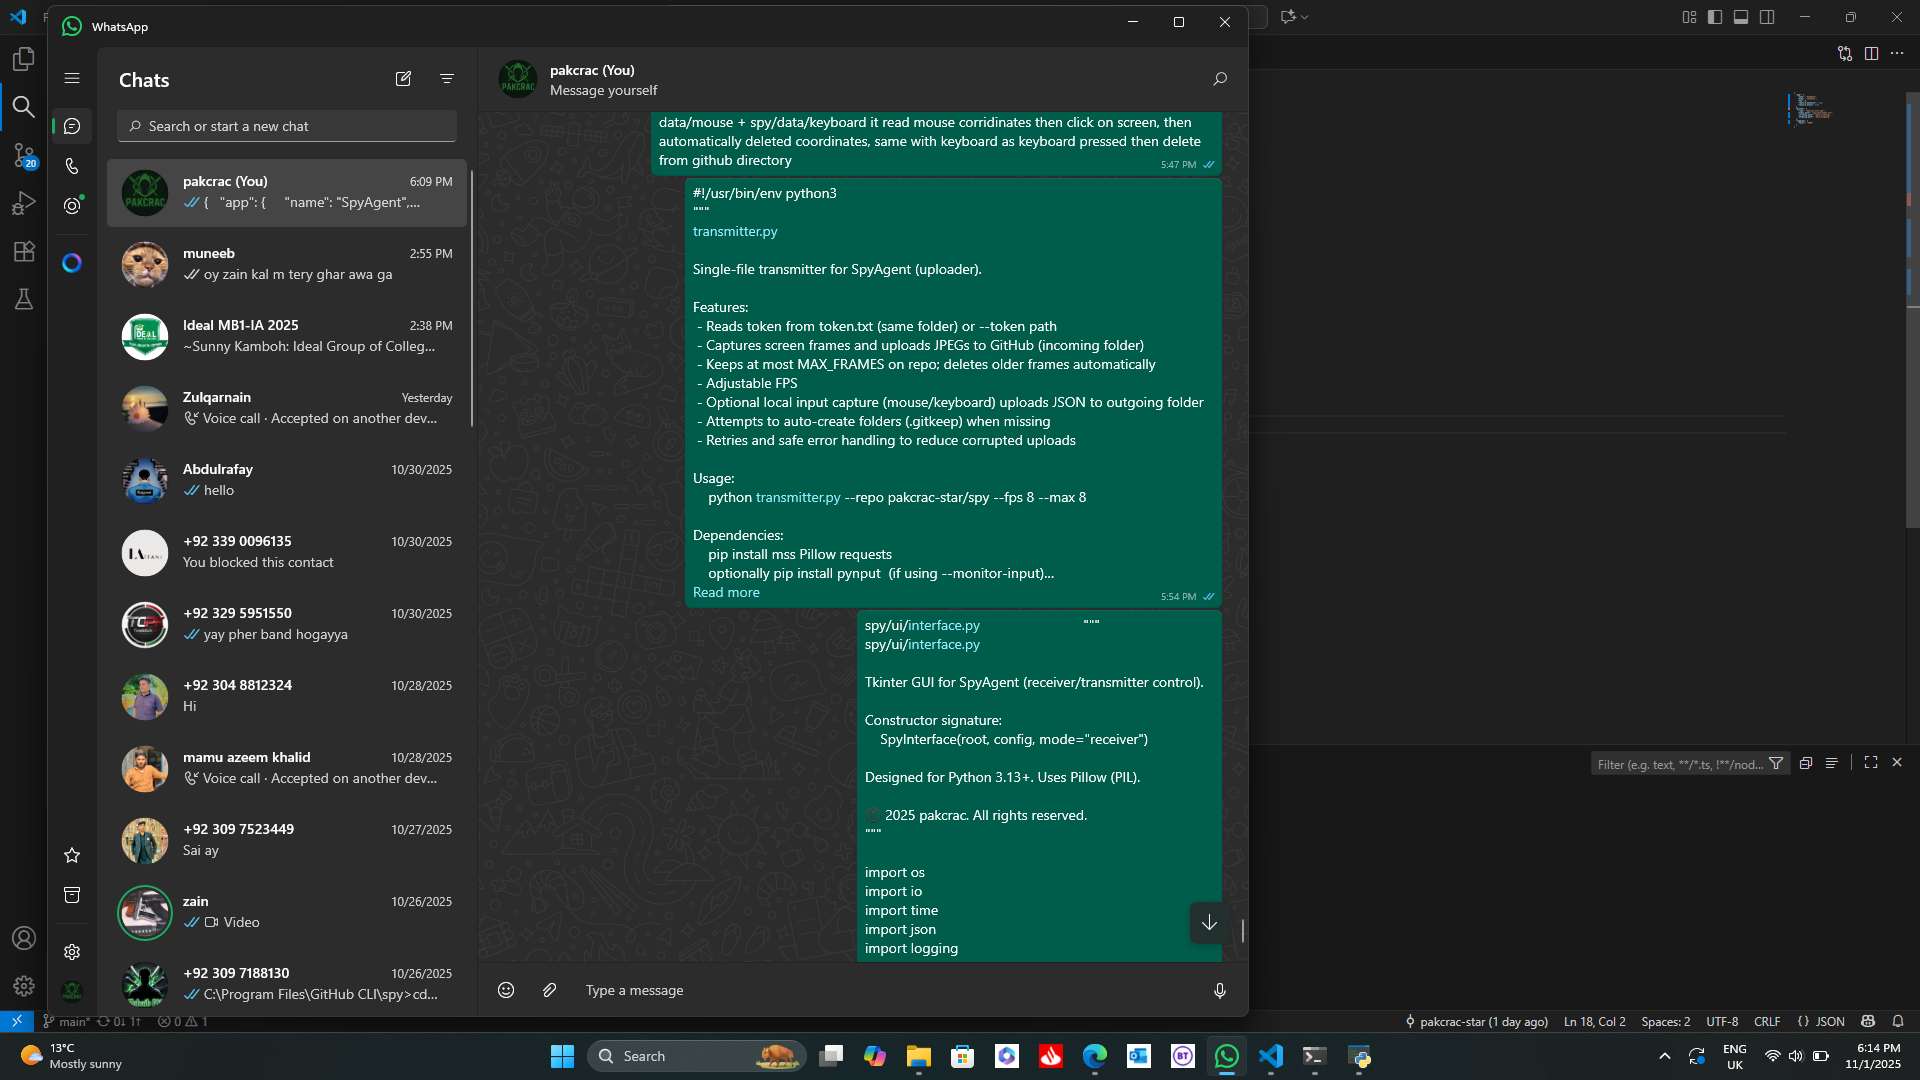 WhatsApp
Chats
Search or start a new chat
pakcrac (You)
6:09 PM
{ "app": { "name": "SpyAgent",...
muneeb
2:55 PM
oy zain kal m tery ghar awa ga
Ideal MB1-IA 2025
2:38 PM
~Sunny Kamboh: Ideal Group of Colleg...
Zulqarnain
Yesterday
Voice call · Accepted on another dev...
Abdulrafay
10/30/2025
hello
+92 339 0096135
10/30/2025
You blocked this contact
+92 329 5951550
10/30/2025
yay pher band hogayya
+92 304 8812324
10/28/2025
Hi
mamu azeem khalid
10/28/2025
Voice call · Accepted on another dev...
+92 309 7523449
10/27/2025
Sai ay
zain
10/26/2025
Video
+92 309 7188130
10/26/2025
C:\Program Files\GitHub CLI\spy>cd...
PAKCRAC
pakcrac (You)
Message yourself
data/mouse + spy/data/keyboard it read mouse corridinates then click on screen, then
automatically deleted coordinates, same with keyboard as keyboard pressed then delete
from github directory
5:47 PM
#!/usr/bin/env python3
"""
transmitter.py
Single-file transmitter for SpyAgent (uploader).
Features:
- Reads token from token.txt (same folder) or --token path
- Captures screen frames and uploads JPEGs to GitHub (incoming folder)
- Keeps at most MAX_FRAMES on repo; deletes older frames automatically
- Adjustable FPS
- Optional local input capture (mouse/keyboard) uploads JSON to outgoing folder
- Attempts to auto-create folders (.gitkeep) when missing
- Retries and safe error handling to reduce corrupted uploads
Usage:
python transmitter.py --repo pakcrac-star/spy --fps 8 --max 8
Dependencies:
pip install mss Pillow requests
optionally pip install pynput (if using --monitor-input)...
Read more
5:54 PM
spy/ui/interface.py """
spy/ui/interface.py
Tkinter GUI for SpyAgent (receiver/transmitter control).
Constructor signature:
SpyInterface(root, config, mode="receiver")
Designed for Python 3.13+. Uses Pillow (PIL).
© 2025 pakcrac. All rights reserved.
"""
import os
import io
import time
import json
import logging
Type a message
Filter (e.g. text, **/*.ts, !**/nod...
20
main*
0↓ 1↑
0
1
pakcrac-star (1 day ago)
Ln 18, Col 2
Spaces: 2
UTF-8
CRLF
{} JSON
13°C
Mostly sunny
Search
BT
ENG
UK
6:14 PM
11/1/2025